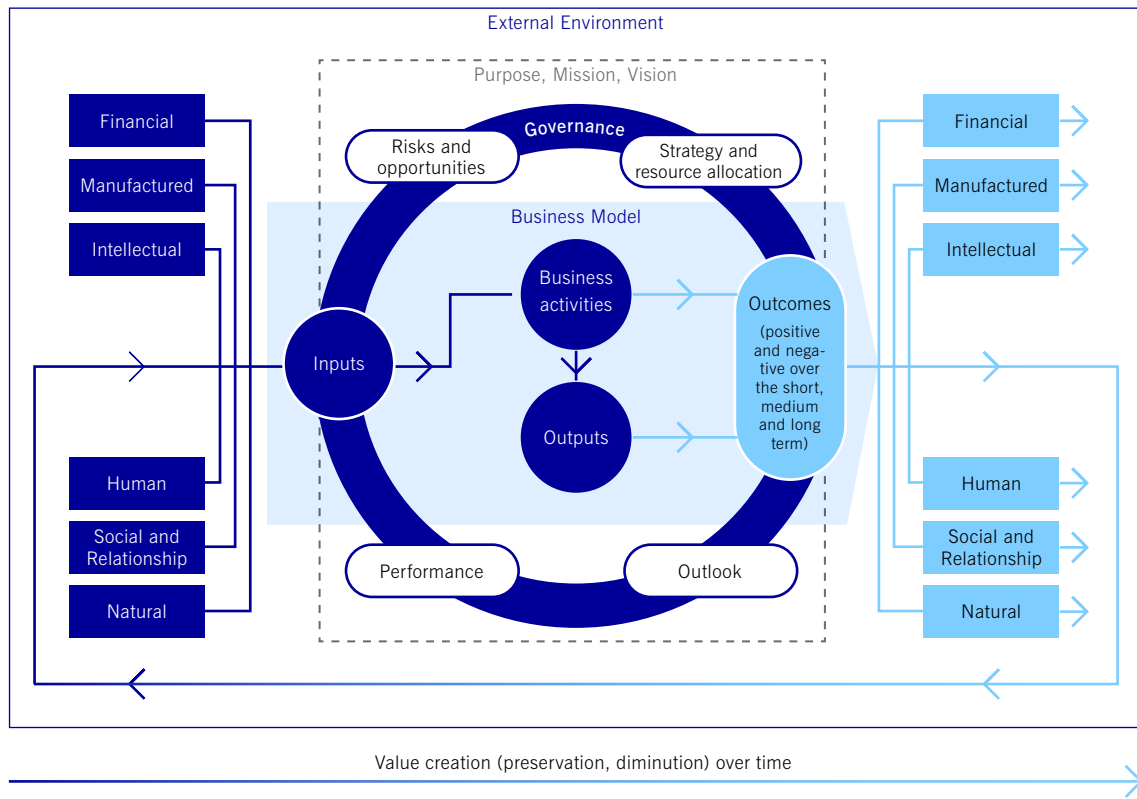 External Environment
Purpose, Mission, Vision
Financial
Manufactured
Intellectual
Human
Social and
Relationship
Natural
Governance
Risks and
opportunities
Strategy and
resource allocation
Business Model
Inputs
Business
activities
Outputs
Outcomes
(positive
and nega-
tive over
the short,
medium
and long
term)
Performance
Outlook
Financial
Manufactured
Intellectual
Human
Social and
Relationship
Natural
Value creation (preservation, diminution) over time